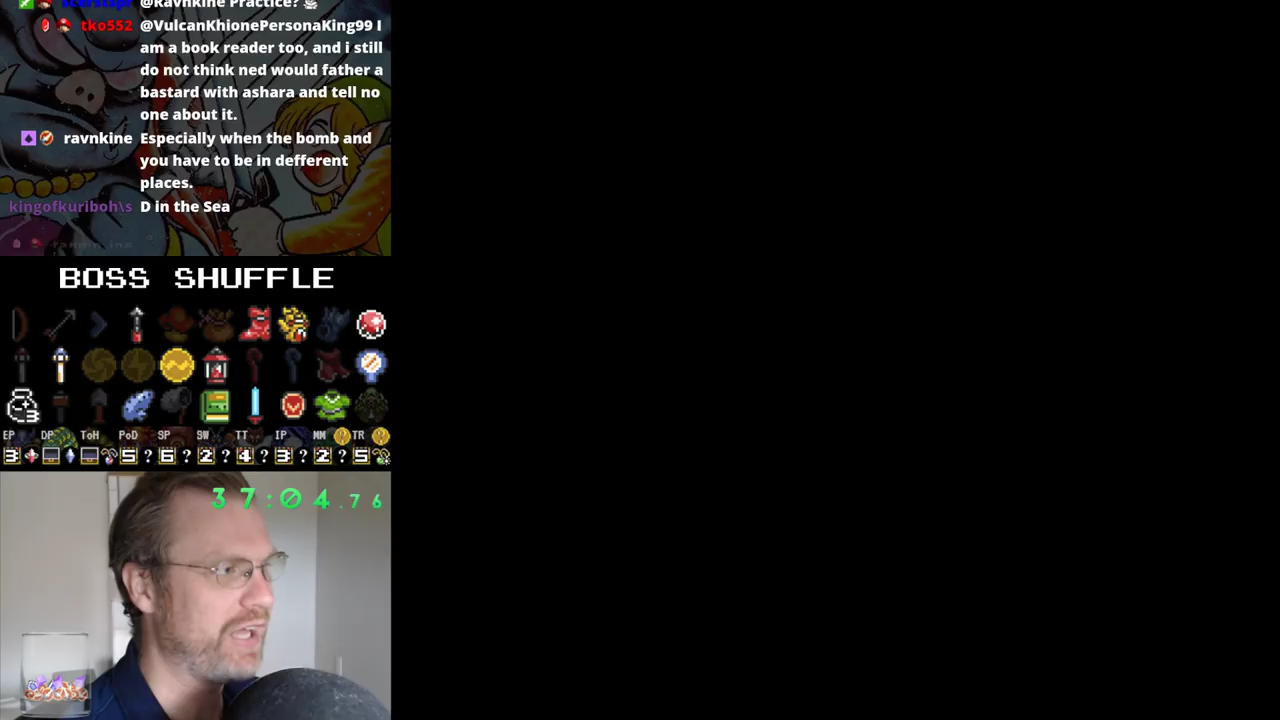 @Ravnkine Practice?
tko552 @VulcanKhionePersonaKing99 I
am a book reader too, and i still
do not think ned would father a
bastard with ashara and tell no
one about it.
ravnkine Especially when the bomb and
you have to be in defferent
places.
kingofkuriboh\s D in the Sea
BOSS SHUFFLE
3
EP DP ToH PoD SP SW TT IP MM TR
3 5 ? 6 ? 2 ? 4 ? 3 ? 2 ? 5
37:04.76